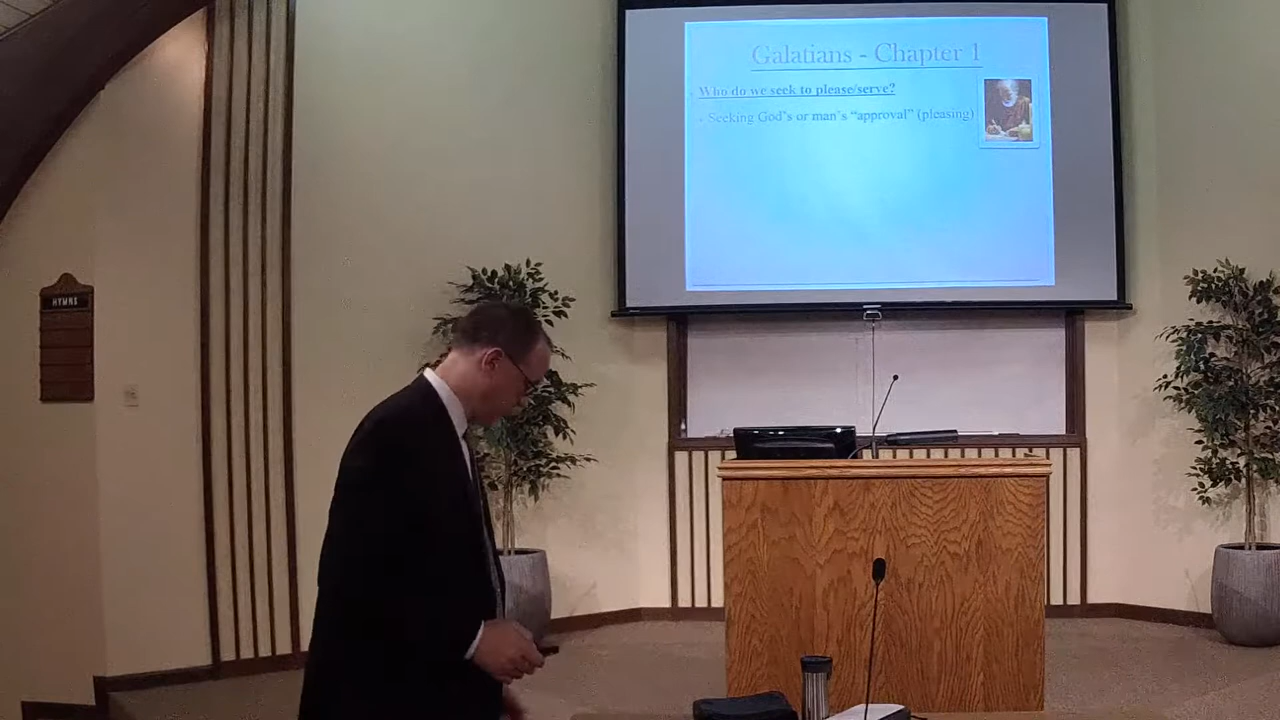 Galatians - Chapter 1
Who do we seek to please/serve?
Seeking God's or man's “approval” (pleasing)
HYMNS